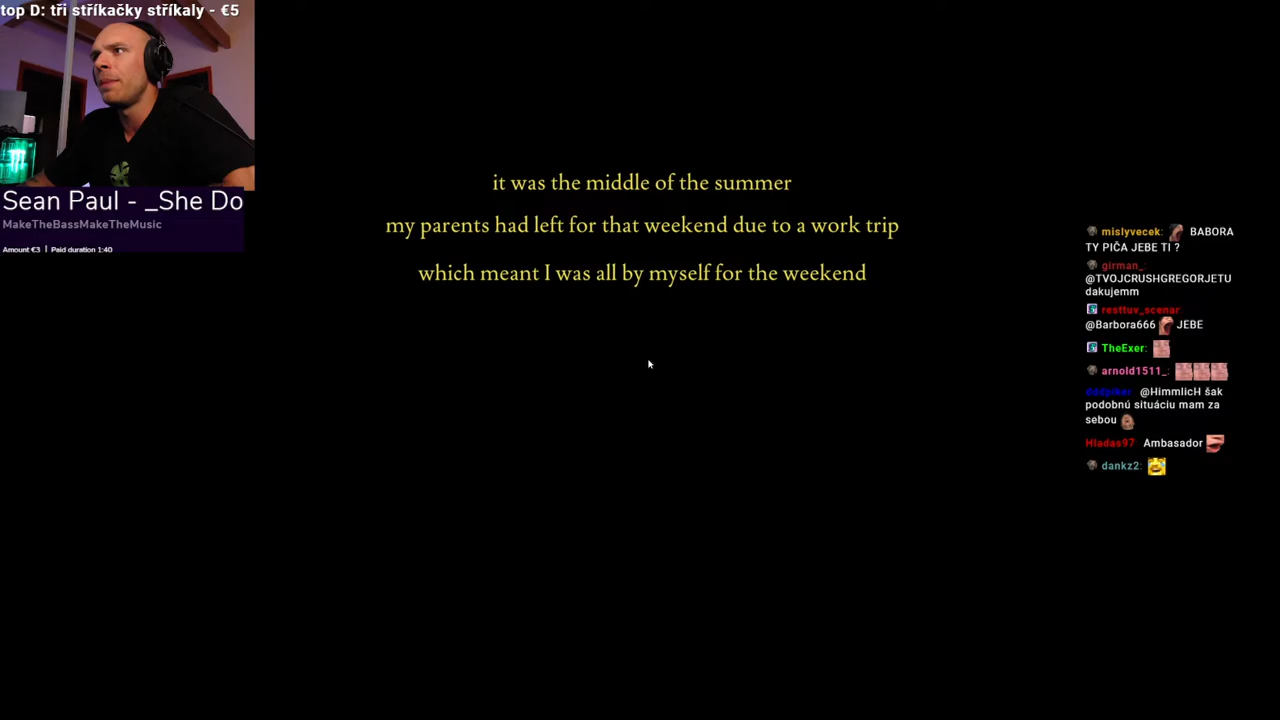 top D: tři stříkačky stříkaly - €5
Sean Paul - _She Do
MakeTheBassMakeTheMusic
Amount €3 | Paid duration 1:40
it was the middle of the summer
my parents had left for that weekend due to a work trip
which meant I was all by myself for the weekend
mislyvecek: BABORA
TY PIČA JEBE TI ?
girman_:
@TVOJCRUSHGREGORJETU
dakujemm
resttuv_scenar:
@Barbora666 JEBE
TheExer:
arnold1511_:
@HimmlicH šak
podobnú situáciu mam za
sebou
Hladas97: Ambasador
dankz2: